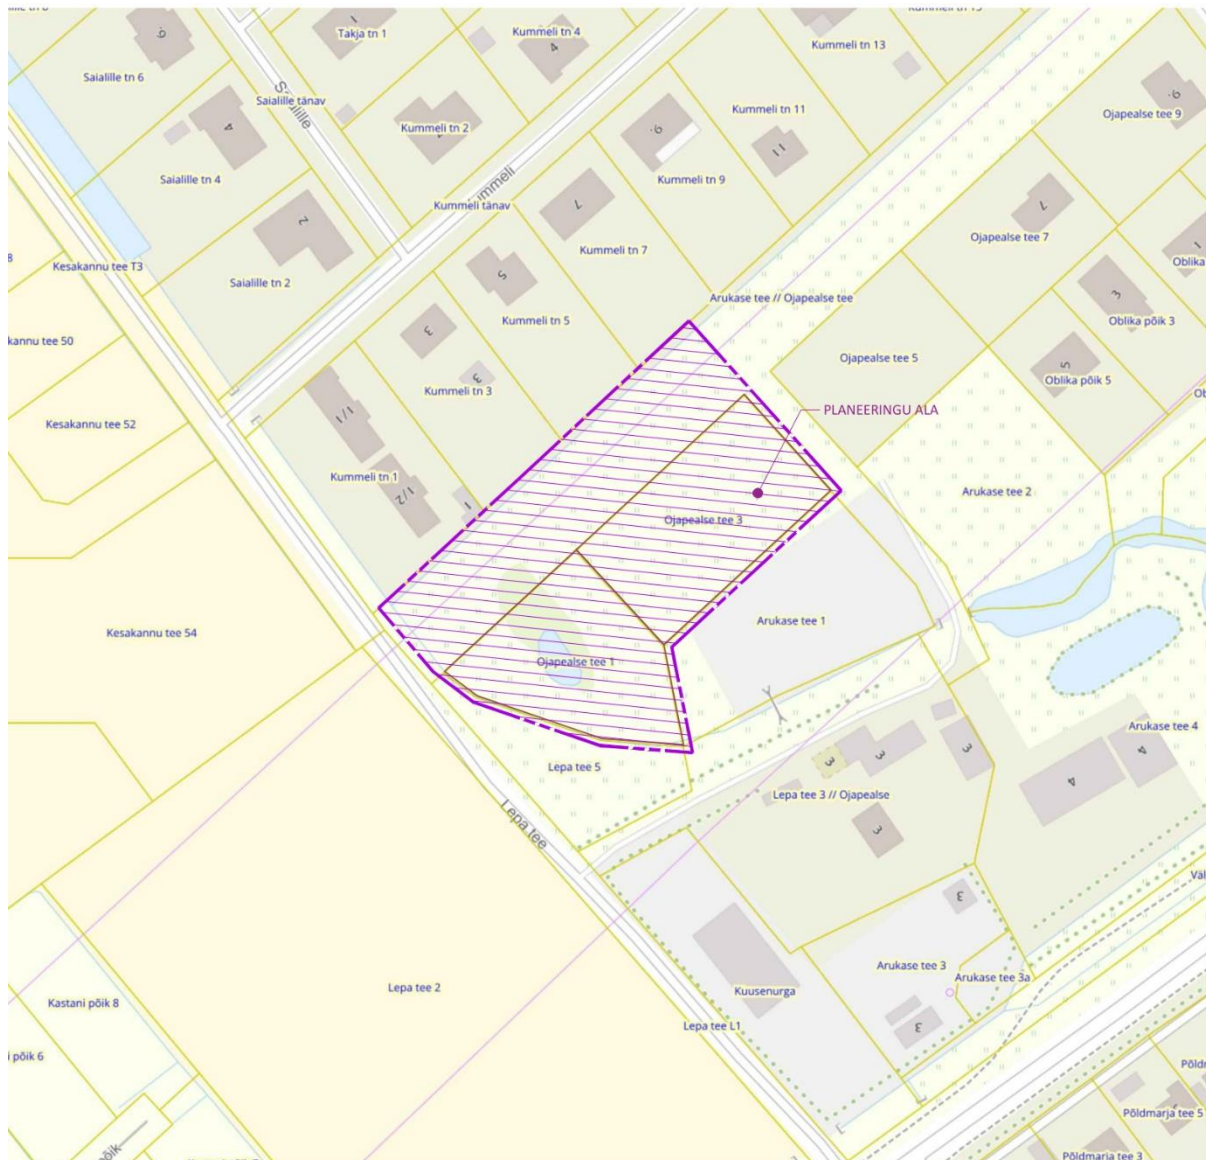 Takja tn 1
Kummeli tn 4
Kummeli tn 13
Saialille tn 6
Saialille tänav
Kummeli tn 11
Ojapealse tee 9
Kummeli tn 2
Saialille tn 4
Kummeli tn 9
Kummeli tänav
Kummeli tn 7
Ojapealse tee 7
Kesakannu tee T3
Saialille tn 2
Oblika
Arukase tee // Ojapealse tee
Kummeli tn 5
Oblika põik 3
kannu tee 50
Ojapealse tee 5
Oblika põik 5
Kummeli tn 3
Kesakannu tee 52
PLANEERINGU ALA
Kummeli tn 1
Arukase tee 2
Ojapealse tee 3
Kesakannu tee 54
Arukase tee 1
Ojapealse tee 1
Arukase tee 4
Lepa tee 5
Lepa tee
Lepa tee 3 // Ojapealse
Arukase tee 3
Arukase tee 3a
Lepa tee 2
Kuusenurga
Kastani põik 8
Lepa tee L1
i põik 6
Põldmarja tee 5
Põldmarja tee 3